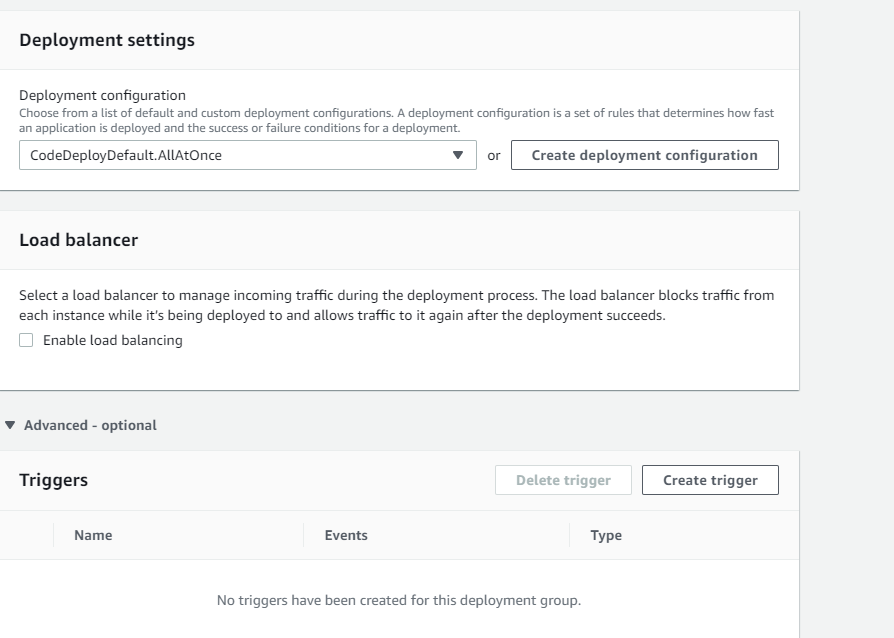 Deployment settings
Deployment configuration
Choose from a list of default and custom deployment configurations. A deployment configuration is a set of rules that determines how fast
an application is deployed and the success or failure conditions for a deployment.
CodeDeployDefault.AllAtOnce or Create deployment configuration
Load balancer
Select a load balancer to manage incoming traffic during the deployment process. The load balancer blocks traffic from
each instance while it's being deployed to and allows traffic to it again after the deployment succeeds.
Enable load balancing
Advanced - optional
Triggers Delete trigger Create trigger
Name Events Type
No triggers have been created for this deployment group.